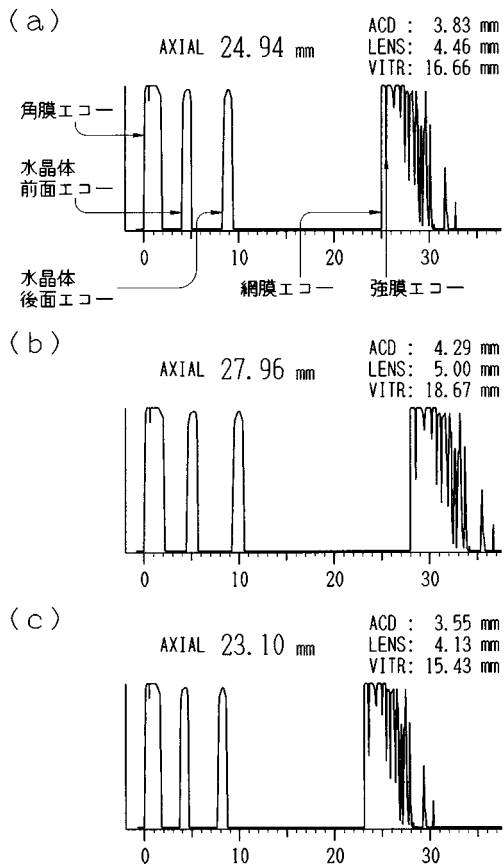 (a)
AXIAL 24.94 mm
ACD : 3.83 mm
LENS: 4.46 mm
VITR: 16.66 mm
角膜エコー
水晶体
前面エコー
水晶体
後面エコー
網膜エコー
強膜エコー
0 10 20 30
(b)
AXIAL 27.96 mm
ACD : 4.29 mm
LENS: 5.00 mm
VITR: 18.67 mm
0 10 20 30
(c)
AXIAL 23.10 mm
ACD : 3.55 mm
LENS: 4.13 mm
VITR: 15.43 mm
0 10 20 30